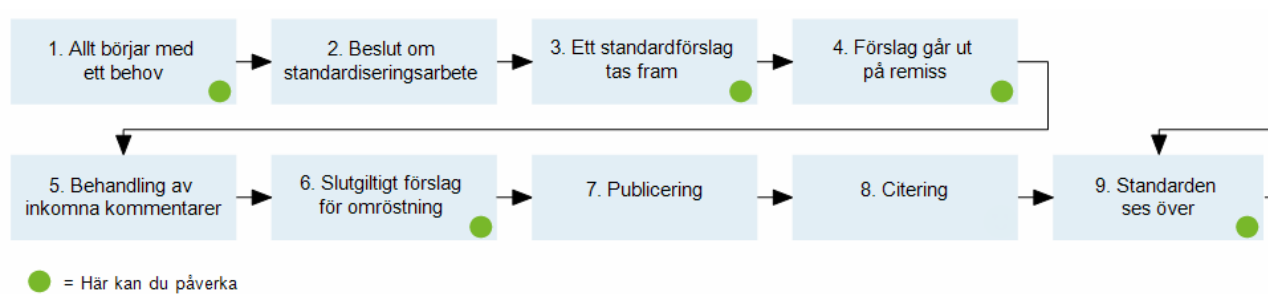 1. Allt börjar med
ett behov
2. Beslut om
standardiseringsarbete
3. Ett standardförslag
tas fram
4. Förslag går ut
på remiss
5. Behandling av
inkomna kommentarer
6. Slutgiltigt förslag
för omröstning
7. Publicering
8. Citering
9. Standarden
ses över
= Här kan du påverka